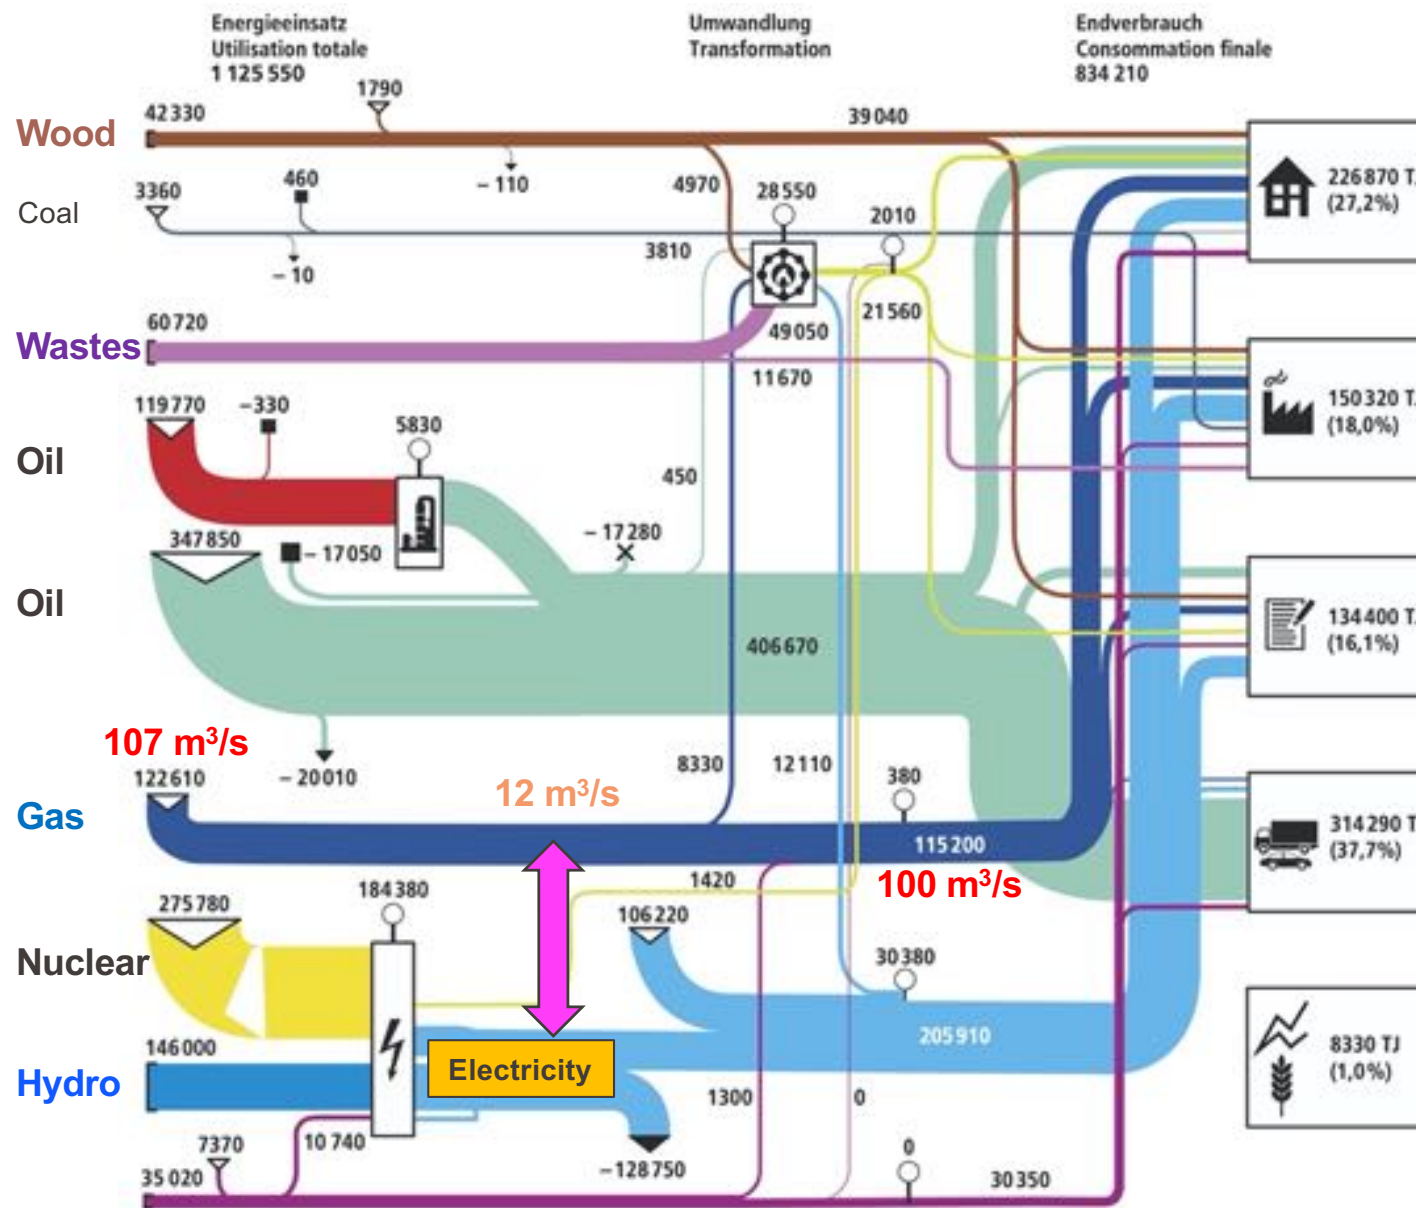 Energieeinsatz
Utilisation totale
1 125 550
Umwandlung
Transformation
Endverbrauch
Consommation finale
834 210
Wood
42 330
1790
– 110
39 040
4970
Coal
3360
460
– 10
3810
28 550
2010
21 560
226 870 TJ
(27,2%)
Wastes
60 720
49 050
11 670
150 320 TJ
(18,0%)
Oil
119 770
–330
5830
450
Oil
347 850
– 17 050
– 17 280
406 670
– 20 010
134 400 TJ
(16,1%)
107 m³/s
122 610
Gas
12 m³/s
8330
12 110
380
115 200
100 m³/s
314 290 T
(37,7%)
1420
Nuclear
275 780
184 380
106 220
30 380
205 910
Hydro
146 000
Electricity
–128 750
1300
0
8330 TJ
(1,0%)
7370
10 740
35 020
0
30 350